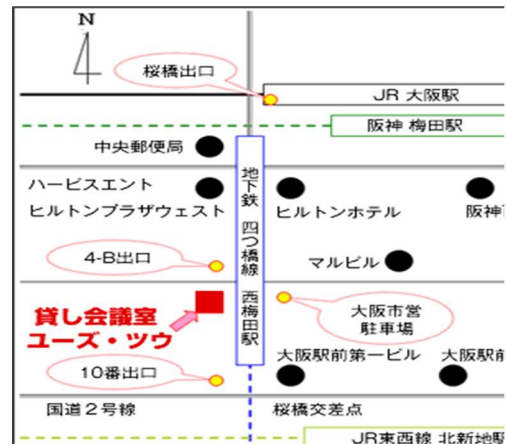 N
桜橋出口
JR 大阪駅
阪神 梅田駅
中央郵便局
地下鉄 四つ橋線 西梅田駅
ハービスエント
ヒルトンプラザウェスト
ヒルトンホテル
阪神
4-B出口
マルビル
貸し会議室
ユーズ・ツウ
大阪市営
駐車場
10番出口
大阪駅前第一ビル
大阪駅前
国道2号線
桜橋交差点
JR東西線 北新地駅